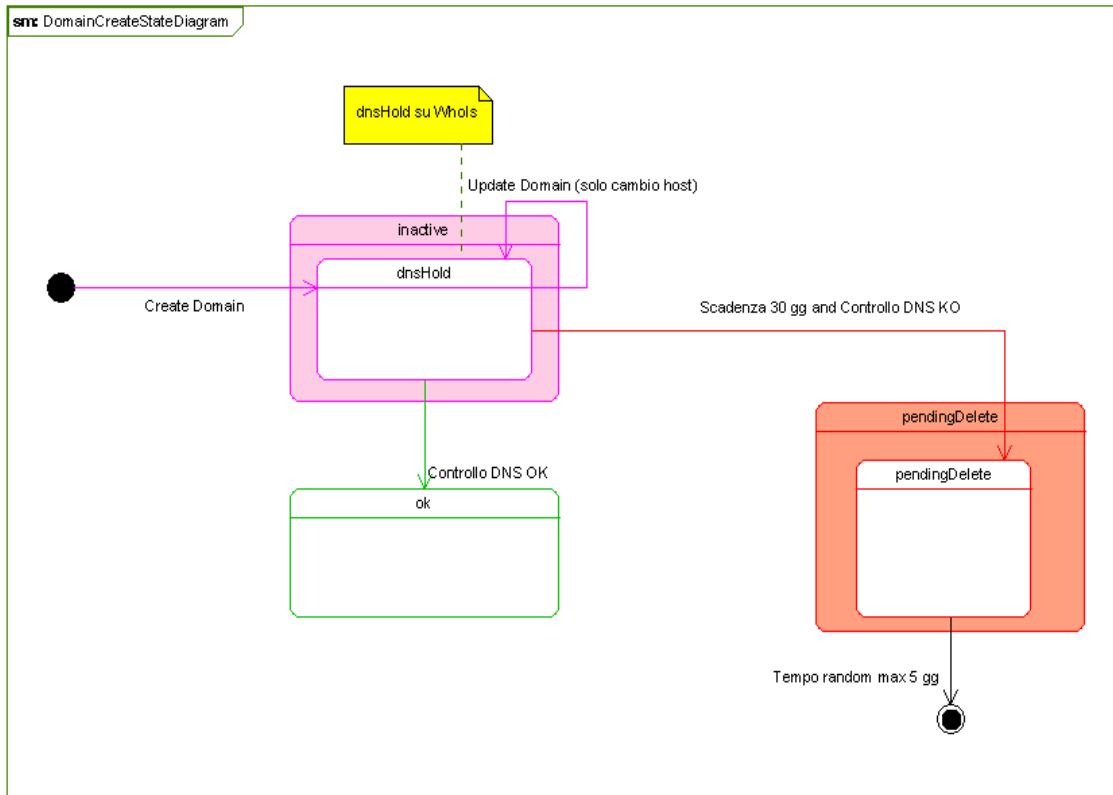 sm: DomainCreateStateDiagram
dnsHold su WhoIs
Update Domain (solo cambio host)
inactive
dnsHold
Create Domain
Scadenza 30 gg and Controllo DNS KO
pendingDelete
pendingDelete
Controllo DNS OK
ok
Tempo random max 5 gg